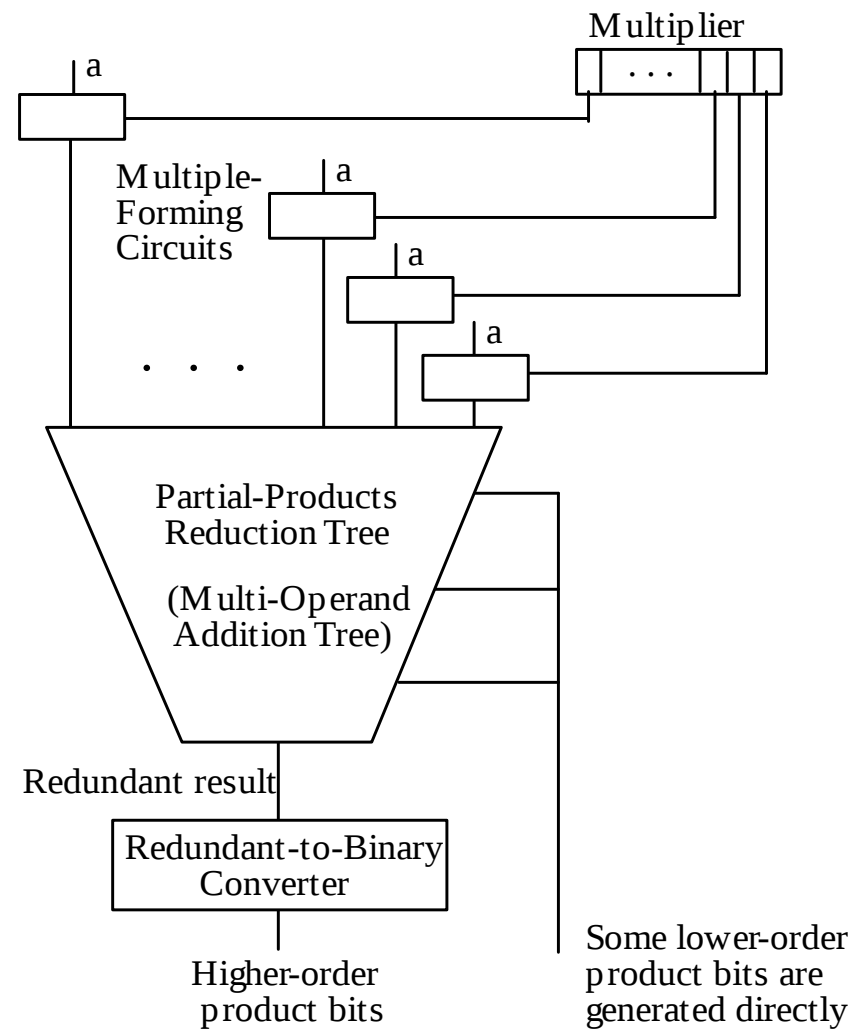 Multiplier
. . .
a
Multiple-
Forming
Circuits
a
a
a
. . .
Partial-Products
Reduction Tree
(Multi-Operand
Addition Tree)
Redundant result
Redundant-to-Binary
Converter
Higher-order
product bits
Some lower-order
product bits are
generated directly